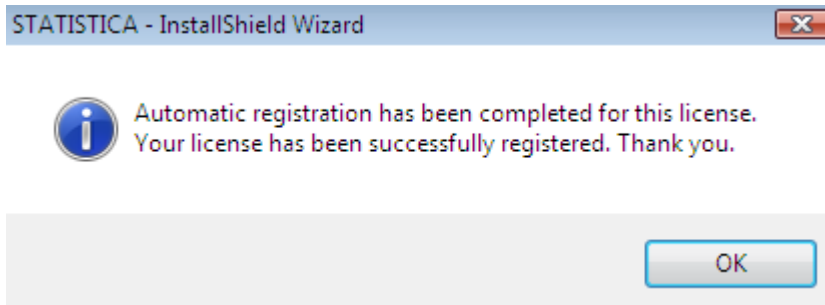 STATISTICA - InstallShield Wizard
Automatic registration has been completed for this license.
Your license has been successfully registered. Thank you.
OK